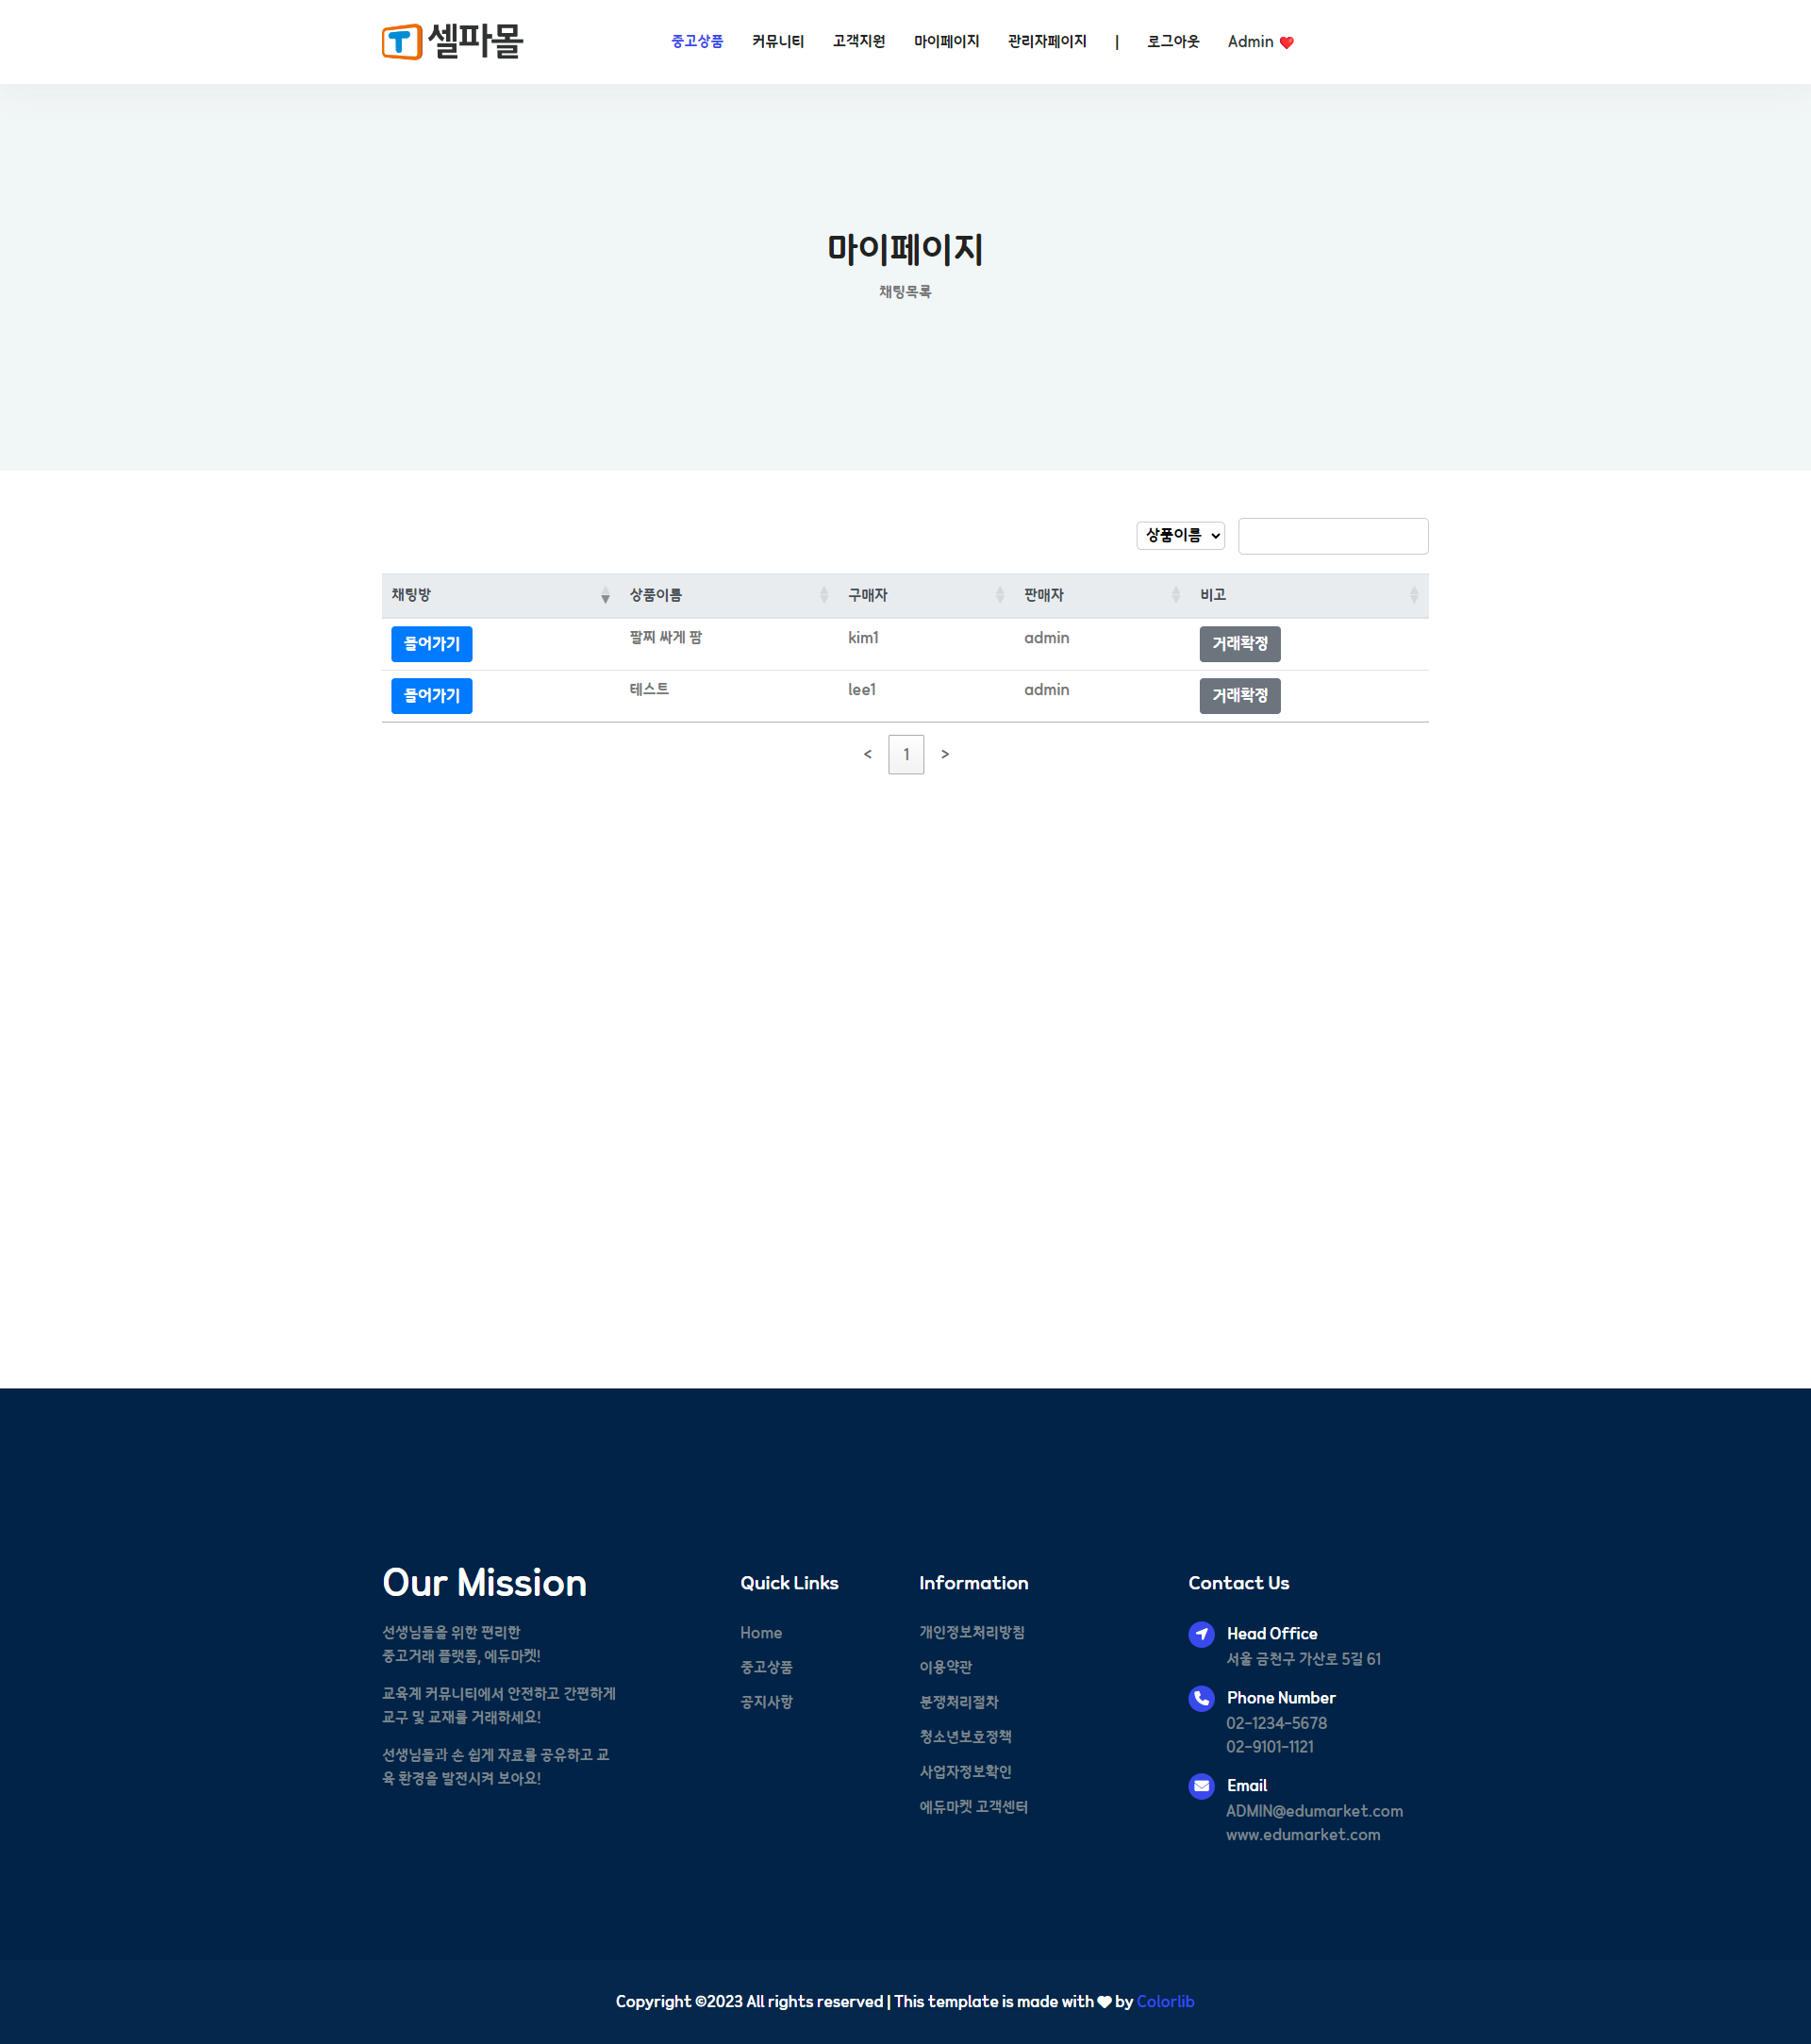 T 셀파몰
중고상품 커뮤니티 고객지원 마이페이지 관리자페이지 | 로그아웃 Admin ❤️
마이페이지
채팅목록
상품이름
채팅방 상품이름 구매자 판매자 비고
들어가기 팔찌 싸게 팜 kim1 admin 거래확정
들어가기 테스트 lee1 admin 거래확정
< 1 >
Our Mission
선생님들을 위한 편리한
중고거래 플랫폼, 에듀마켓!
교육계 커뮤니티에서 안전하고 간편하게
교구 및 교재를 거래하세요!
선생님들과 손 쉽게 자료를 공유하고 교
육 환경을 발전시켜 보아요!
Quick Links
Home
중고상품
공지사항
Information
개인정보처리방침
이용약관
분쟁처리절차
청소년보호정책
사업자정보확인
에듀마켓 고객센터
Contact Us
Head Office
서울 금천구 가산로 5길 61
Phone Number
02-1234-5678
02-9101-1121
Email
ADMIN@edumarket.com
www.edumarket.com
Copyright ©2023 All rights reserved | This template is made with ♥ by Colorlib